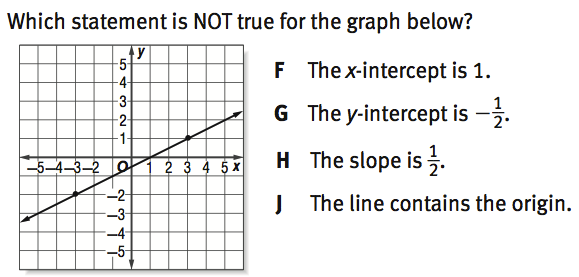 Which statement is NOT true for the graph below?
y
5
4
3
2
1
–5–4–3–2 O 1 2 3 4 5 x
–2
–3
–4
–5
F The x-intercept is 1.
G The y-intercept is –1/2.
H The slope is 1/2.
J The line contains the origin.